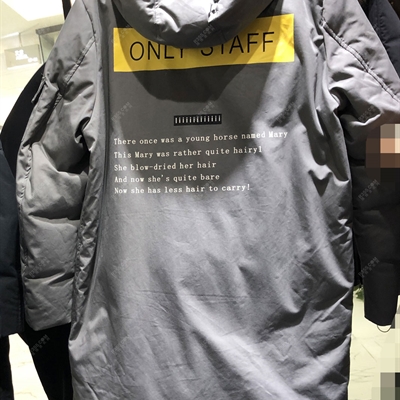 ONLY STAFF
There once was a young horse named Mary
This Mary was rather quite hairy!
She blow-dried her hair
And now she's quite bare
Now she has less hair to carry!